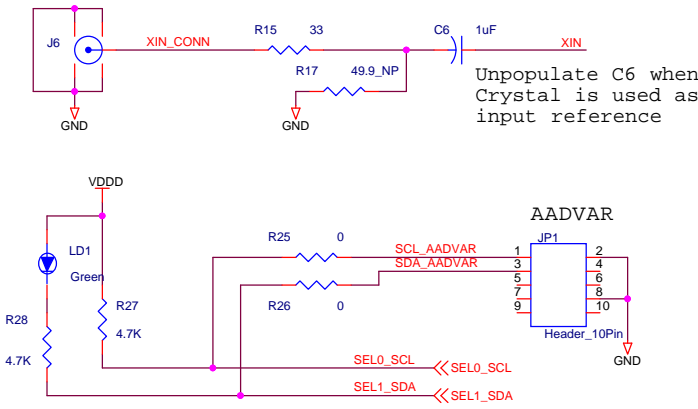 J6
XIN_CONN
R15 33
C6 1uF
XIN
R17 49.9_NP
GND
GND
Unpopulate C6 when
Crystal is used as
input reference
VDDD
LD1
Green
R28
4.7K
R27
4.7K
R25 0
R26 0
SCL_AADVAR
SDA_AADVAR
AADVAR
JP1
1 2
3 4
5 6
7 8
9 10
Header_10Pin
GND
SEL0_SCL SEL0_SCL
SEL1_SDA SEL1_SDA